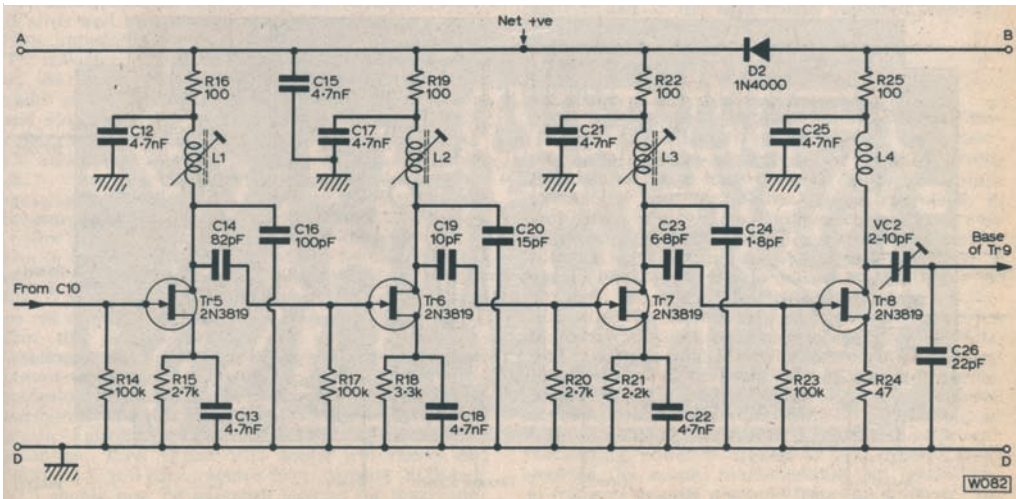 Net +ve
A
B
R16
100
C15
4·7nF
R19
100
R22
100
D2
1N4000
R25
100
C12
4·7nF
L1
C17
4·7nF
L2
C21
4·7nF
L3
C25
4·7nF
L4
C14
82pF
C16
100pF
C19
10pF
C20
15pF
C23
6·8pF
C24
1·8pF
VC2
2-10pF
Base
of Tr9
From C10
Tr5
2N3819
Tr6
2N3819
Tr7
2N3819
Tr8
2N3819
R14
100k
R15
2·7k
C13
4·7nF
R17
100k
R18
3·3k
C18
4·7nF
R20
2·7k
R21
2·2k
C22
4·7nF
R23
100k
R24
47
C26
22pF
D
D
W082